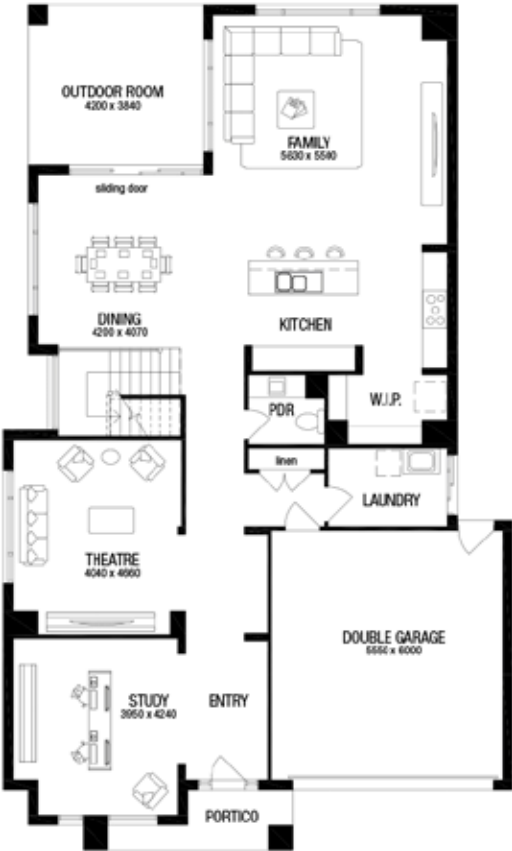 OUTDOOR ROOM
4200 x 3840
FAMILY
5630 x 5590
sliding door
DINING
4200 x 4070
KITCHEN
PDR
W.I.P.
linen
LAUNDRY
THEATRE
4040 x 4660
DOUBLE GARAGE
5550 x 6000
STUDY
3950 x 4240
ENTRY
PORTICO